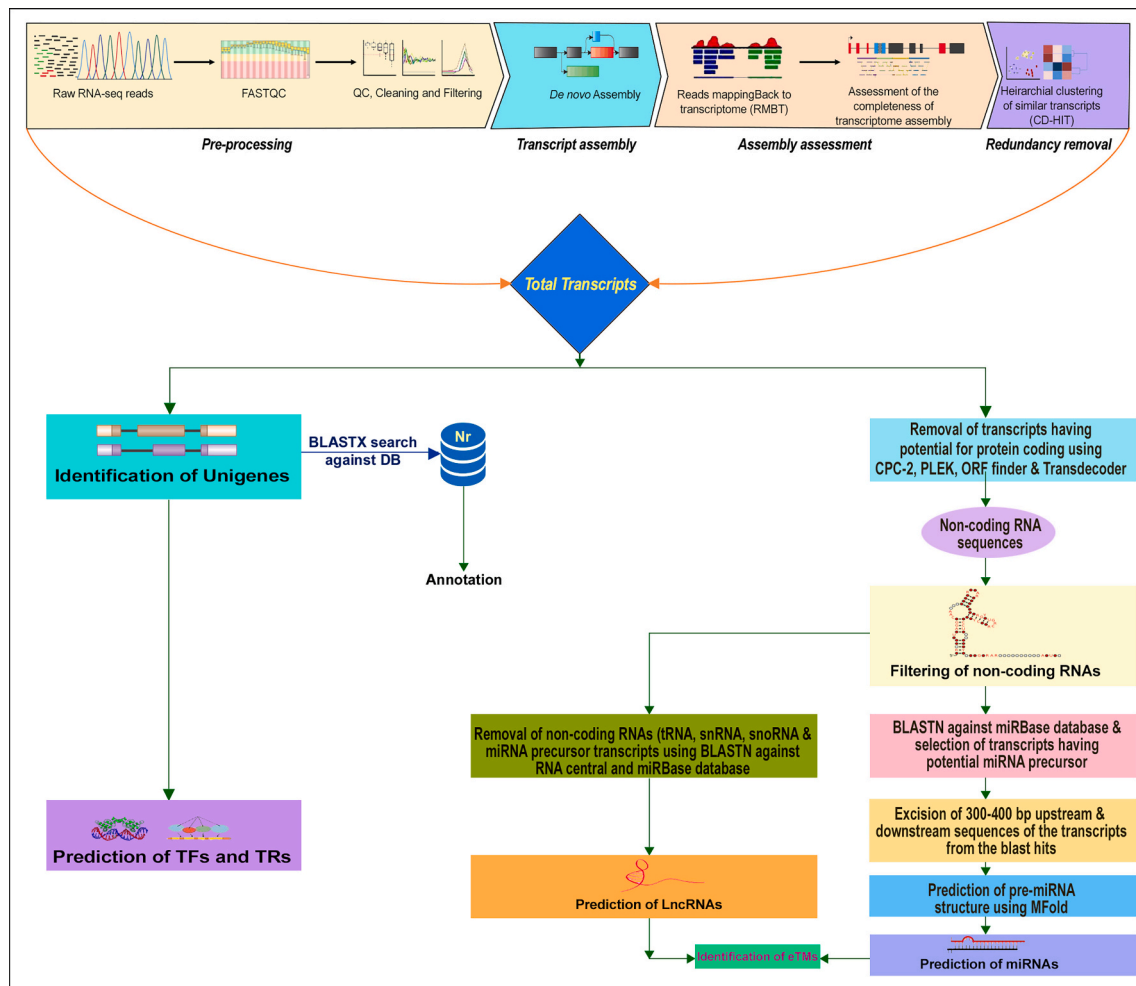 Raw RNA-seq reads
FASTQC
QC, Cleaning and Filtering
De novo Assembly
Reads mappingBack to
transcriptome (RMBT)
Assessment of the
completeness of
transcriptome assembly
Heirarchial clustering
of similar transcripts
(CD-HIT)
Pre-processing
Transcript assembly
Assembly assessment
Redundancy removal
Total Transcripts
Identification of Unigenes
BLASTX search
against DB
Nr
Annotation
Prediction of TFs and TRs
Removal of transcripts having
potential for protein coding using
CPC-2, PLEK, ORF finder & Transdecoder
Non-coding RNA
sequences
Filtering of non-coding RNAs
Removal of non-coding RNAs (tRNA, snRNA, snoRNA &
miRNA precursor transcripts using BLASTN against
RNA central and miRBase database
BLASTN against miRBase database &
selection of transcripts having
potential miRNA precursor
Excision of 300-400 bp upstream &
downstream sequences of the transcripts
from the blast hits
Prediction of LncRNAs
Prediction of pre-miRNA
structure using MFold
Identification of eTMs
Prediction of miRNAs